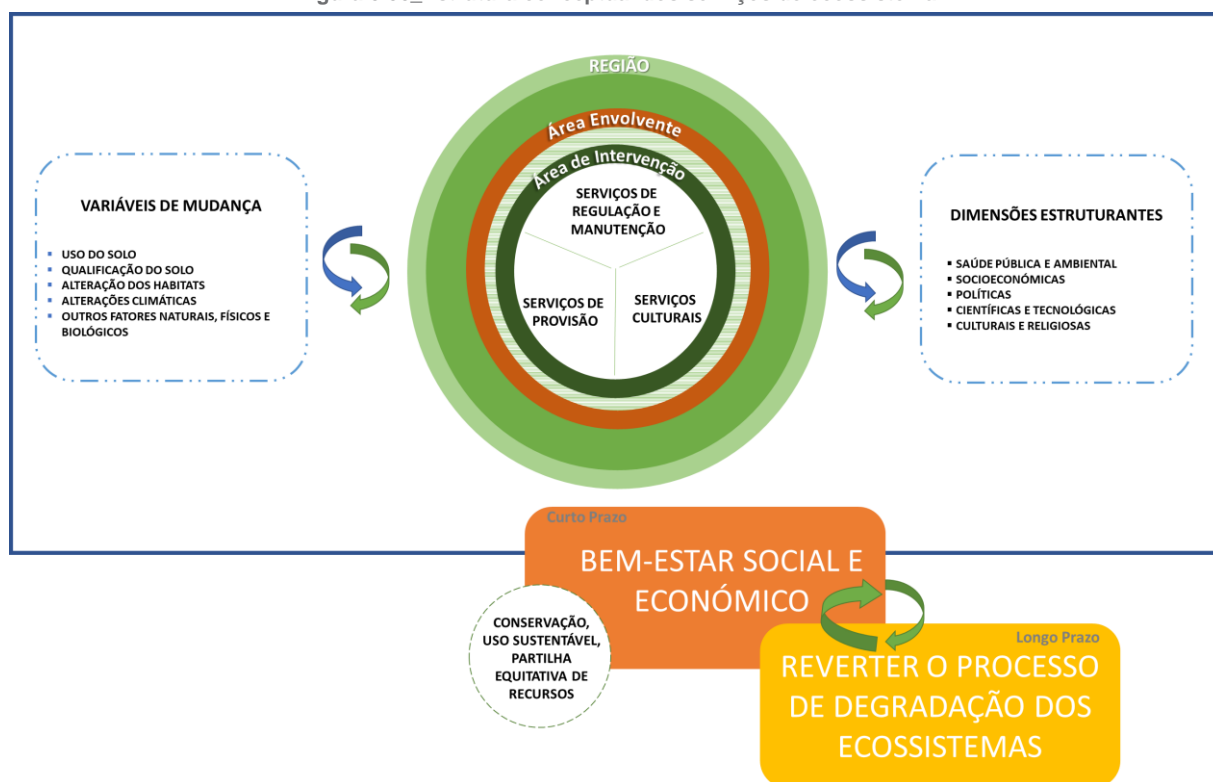 REGIÃO
Área Envolvente
Área de Intervenção
SERVIÇOS DE
REGULAÇÃO E
MANUTENÇÃO
SERVIÇOS DE
PROVISÃO
SERVIÇOS
CULTURAIS
VARIÁVEIS DE MUDANÇA
▪ USO DO SOLO
▪ QUALIFICAÇÃO DO SOLO
▪ ALTERAÇÃO DOS HABITATS
▪ ALTERAÇÕES CLIMÁTICAS
▪ OUTROS FATORES NATURAIS, FÍSICOS E
BIOLÓGICOS
DIMENSÕES ESTRUTURANTES
▪ SAÚDE PÚBLICA E AMBIENTAL
▪ SOCIOECONÓMICAS
▪ POLÍTICAS
▪ CIENTÍFICAS E TECNOLÓGICAS
▪ CULTURAIS E RELIGIOSAS
Curto Prazo
BEM-ESTAR SOCIAL E
ECONÓMICO
CONSERVAÇÃO,
USO SUSTENTÁVEL,
PARTILHA
EQUITATIVA DE
RECURSOS
Longo Prazo
REVERTER O PROCESSO
DE DEGRADAÇÃO DOS
ECOSSISTEMAS